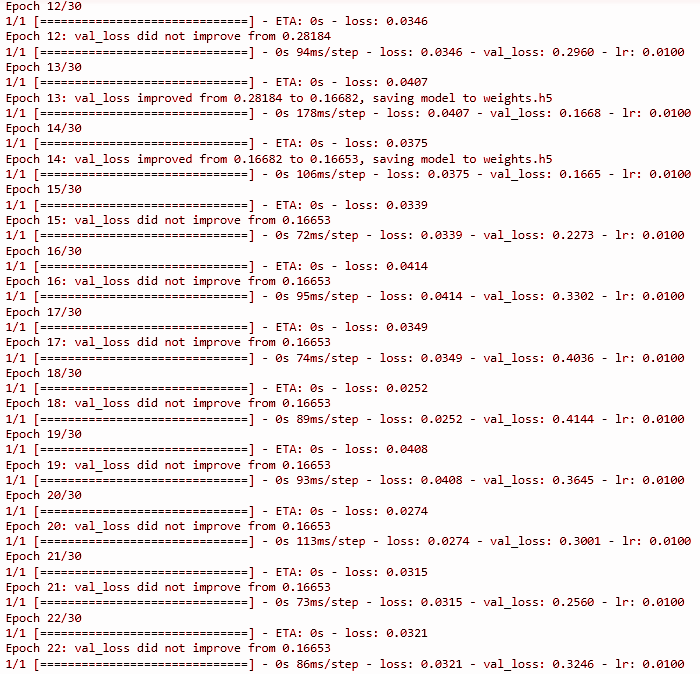 Epoch 12/30
1/1 [==============================] - ETA: 0s - loss: 0.0346
Epoch 12: val_loss did not improve from 0.28184
1/1 [==============================] - 0s 94ms/step - loss: 0.0346 - val_loss: 0.2960 - lr: 0.0100
Epoch 13/30
1/1 [==============================] - ETA: 0s - loss: 0.0407
Epoch 13: val_loss improved from 0.28184 to 0.16682, saving model to weights.h5
1/1 [==============================] - 0s 178ms/step - loss: 0.0407 - val_loss: 0.1668 - lr: 0.0100
Epoch 14/30
1/1 [==============================] - ETA: 0s - loss: 0.0375
Epoch 14: val_loss improved from 0.16682 to 0.16653, saving model to weights.h5
1/1 [==============================] - 0s 106ms/step - loss: 0.0375 - val_loss: 0.1665 - lr: 0.0100
Epoch 15/30
1/1 [==============================] - ETA: 0s - loss: 0.0339
Epoch 15: val_loss did not improve from 0.16653
1/1 [==============================] - 0s 72ms/step - loss: 0.0339 - val_loss: 0.2273 - lr: 0.0100
Epoch 16/30
1/1 [==============================] - ETA: 0s - loss: 0.0414
Epoch 16: val_loss did not improve from 0.16653
1/1 [==============================] - 0s 95ms/step - loss: 0.0414 - val_loss: 0.3302 - lr: 0.0100
Epoch 17/30
1/1 [==============================] - ETA: 0s - loss: 0.0349
Epoch 17: val_loss did not improve from 0.16653
1/1 [==============================] - 0s 74ms/step - loss: 0.0349 - val_loss: 0.4036 - lr: 0.0100
Epoch 18/30
1/1 [==============================] - ETA: 0s - loss: 0.0252
Epoch 18: val_loss did not improve from 0.16653
1/1 [==============================] - 0s 89ms/step - loss: 0.0252 - val_loss: 0.4144 - lr: 0.0100
Epoch 19/30
1/1 [==============================] - ETA: 0s - loss: 0.0408
Epoch 19: val_loss did not improve from 0.16653
1/1 [==============================] - 0s 93ms/step - loss: 0.0408 - val_loss: 0.3645 - lr: 0.0100
Epoch 20/30
1/1 [==============================] - ETA: 0s - loss: 0.0274
Epoch 20: val_loss did not improve from 0.16653
1/1 [==============================] - 0s 113ms/step - loss: 0.0274 - val_loss: 0.3001 - lr: 0.0100
Epoch 21/30
1/1 [==============================] - ETA: 0s - loss: 0.0315
Epoch 21: val_loss did not improve from 0.16653
1/1 [==============================] - 0s 73ms/step - loss: 0.0315 - val_loss: 0.2560 - lr: 0.0100
Epoch 22/30
1/1 [==============================] - ETA: 0s - loss: 0.0321
Epoch 22: val_loss did not improve from 0.16653
1/1 [==============================] - 0s 86ms/step - loss: 0.0321 - val_loss: 0.3246 - lr: 0.0100